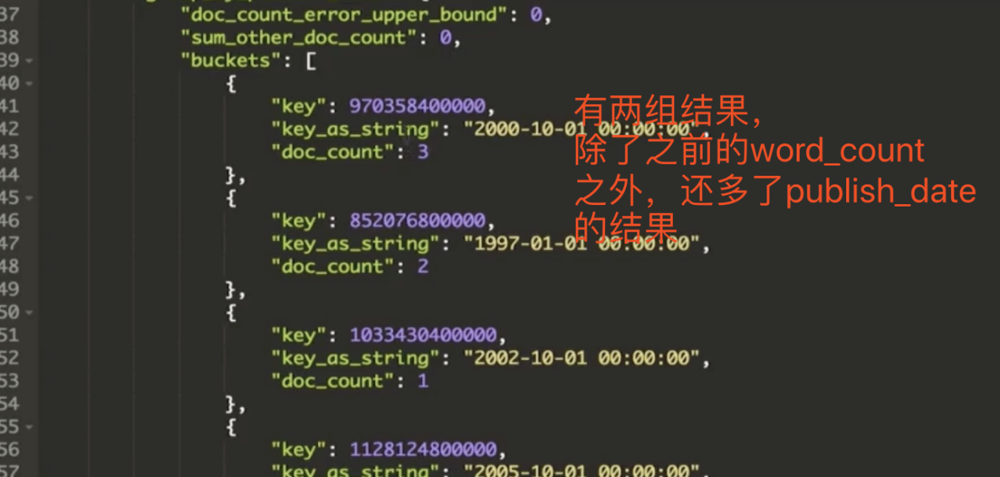 37 "doc_count_error_upper_bound": 0,
38 "sum_other_doc_count": 0,
39 "buckets": [
40 {
41 "key": 970358400000,
42 "key_as_string": "2000-10-01 00:00:00",
43 "doc_count": 3
44 },
45 {
46 "key": 852076800000,
47 "key_as_string": "1997-01-01 00:00:00",
48 "doc_count": 2
49 },
50 {
51 "key": 1033430400000,
52 "key_as_string": "2002-10-01 00:00:00",
53 "doc_count": 1
54 },
55 {
56 "key": 1128124800000,
57 "key_as_string": "2005-10-01 00:00:00",
有两组结果，
除了之前的word_count
之外，还多了publish_date
的结果